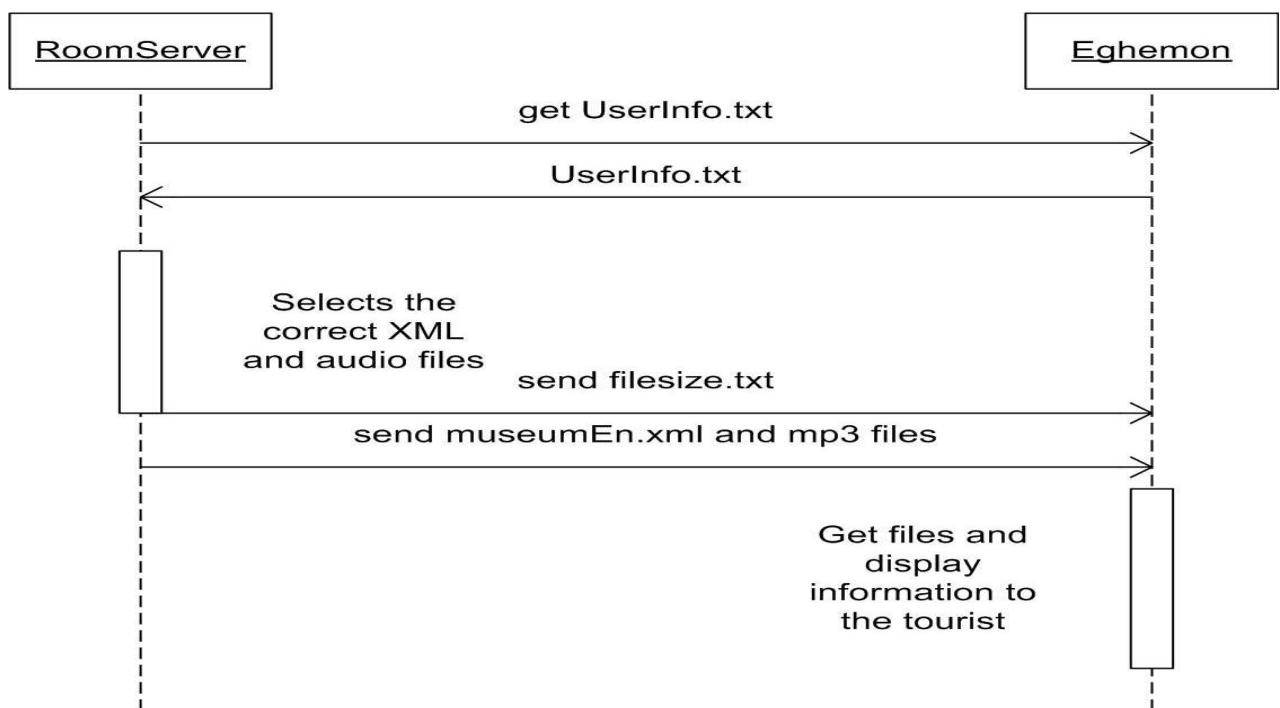 RoomServer
Eghemon
get UserInfo.txt
UserInfo.txt
Selects the
correct XML
and audio files
send filesize.txt
send museumEn.xml and mp3 files
Get files and
display
information to
the tourist